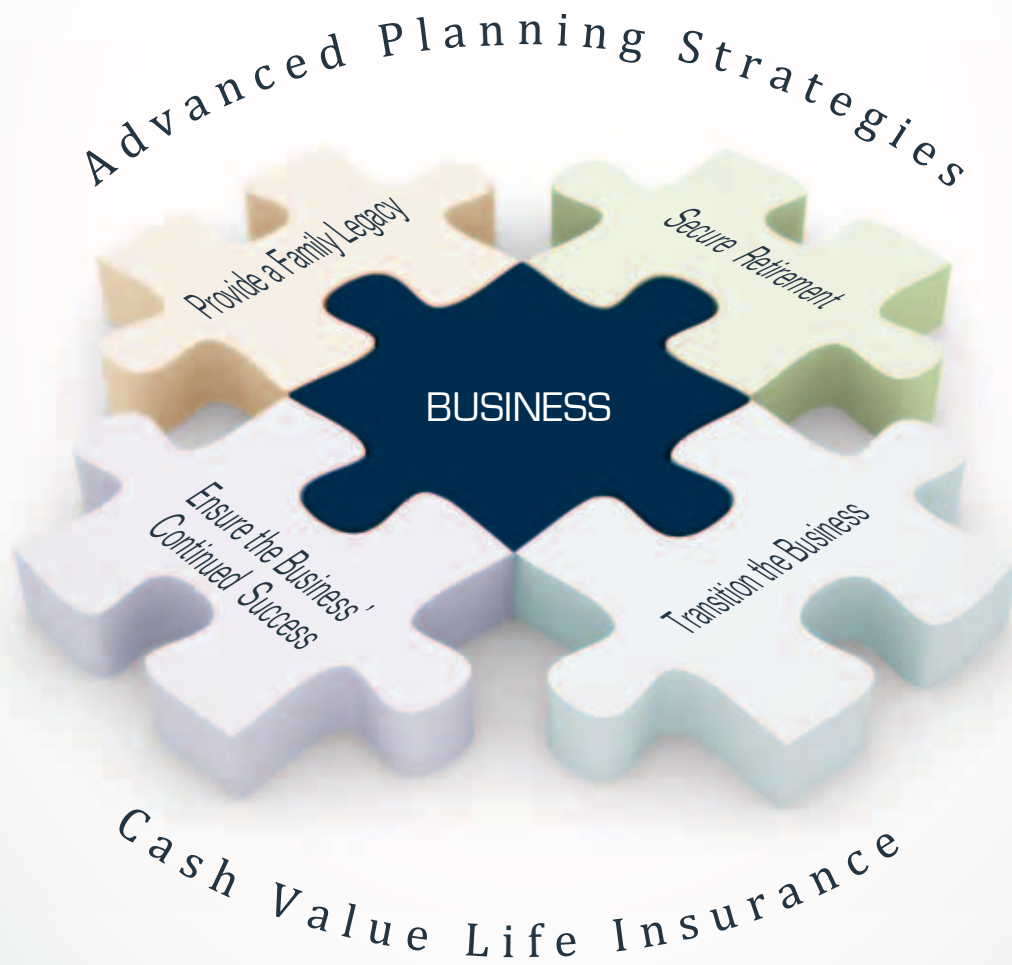 Advanced Planning Strategies
Provide a Family Legacy
Secure Retirement
BUSINESS
Ensure the Business'
Continued Success
Transition the Business
Cash Value Life Insurance